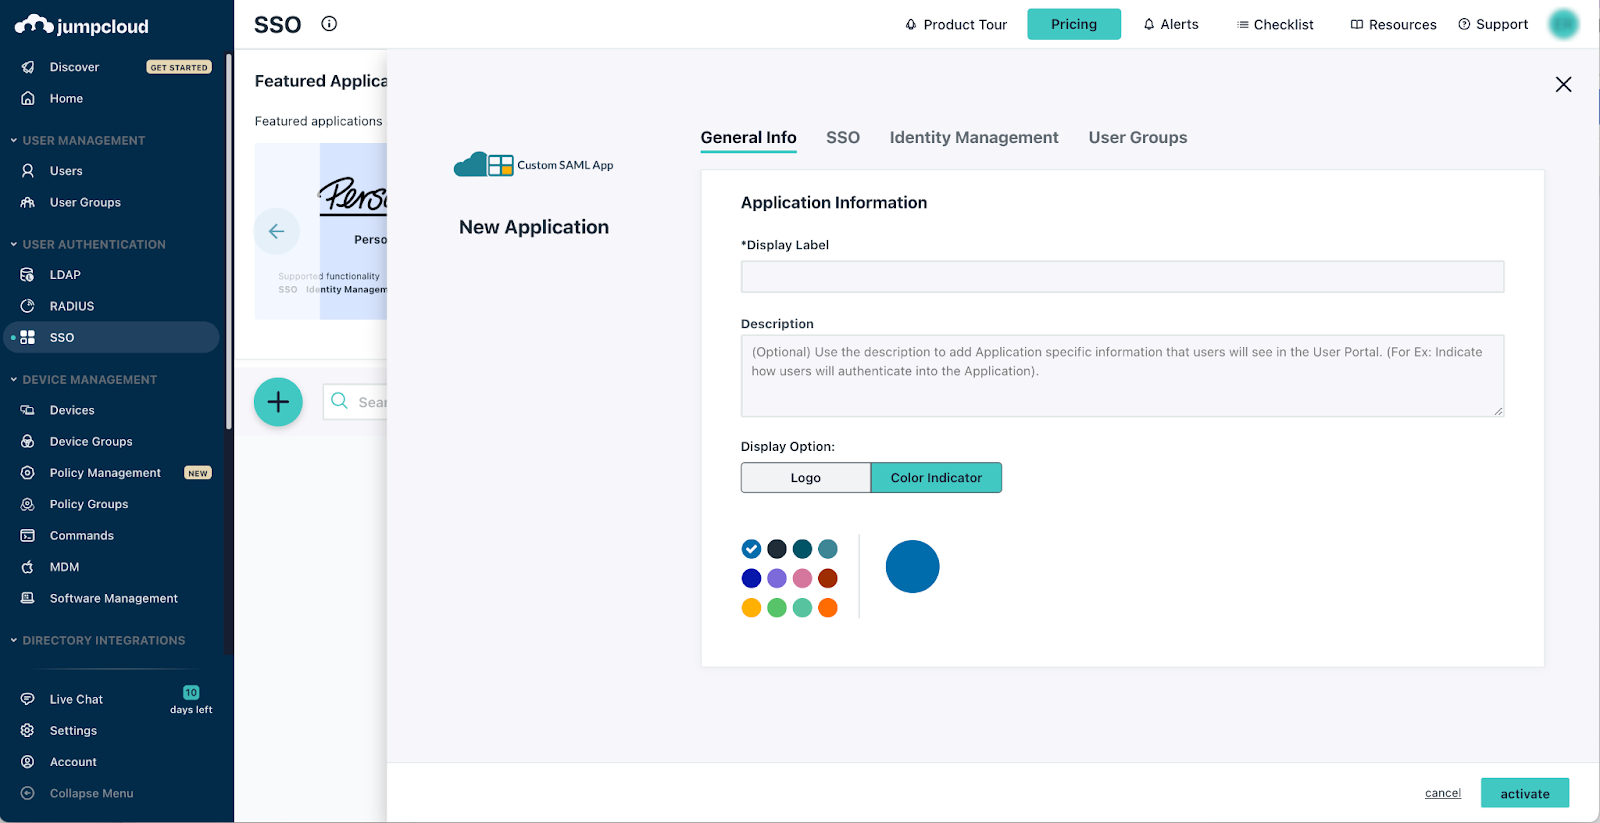 jumpcloud
Discover GET STARTED
Home
USER MANAGEMENT
Users
User Groups
USER AUTHENTICATION
LDAP
RADIUS
SSO
DEVICE MANAGEMENT
Devices
Device Groups
Policy Management NEW
Policy Groups
Commands
MDM
Software Management
DIRECTORY INTEGRATIONS
Live Chat 10 days left
Settings
Account
Collapse Menu
SSO
Product Tour Pricing Alerts Checklist Resources Support
Featured Applica
Featured applications
Perso
Perso
Supported functionality
SSO Identity Managem
Sear
Custom SAML App
New Application
General Info SSO Identity Management User Groups
Application Information
*Display Label
Description
(Optional) Use the description to add Application specific information that users will see in the User Portal. (For Ex: Indicate
how users will authenticate into the Application).
Display Option:
Logo Color Indicator
cancel activate